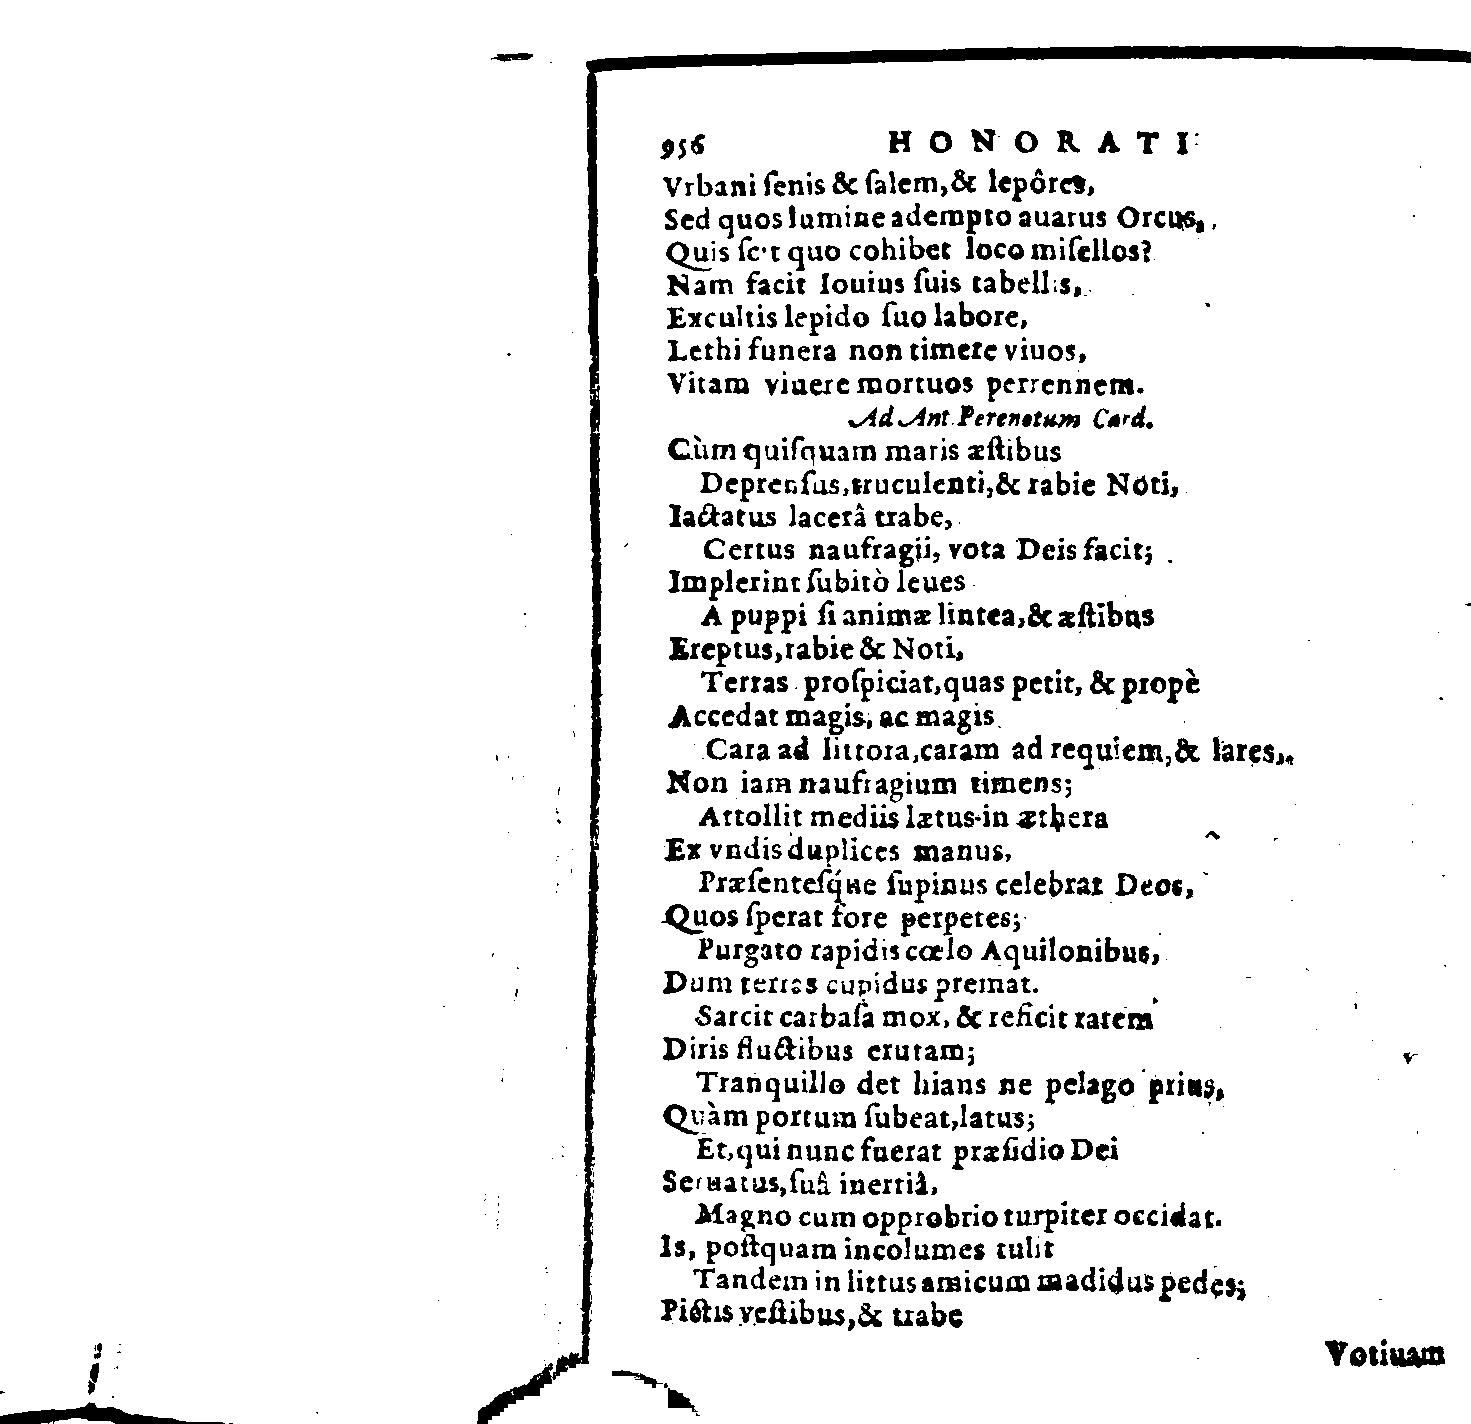 956 HONORATI
Vrbani ſenis & ſalem, & lepôres,
Sed quos lumine adempto auarus Orcus,
Quis ſcit quo cohibet loco miſellos?
Nam facit Iouius ſuis tabellis,
Excultis lepido ſuo labore,
Lethi funera non timere viuos,
Vitam viuere mortuos perrennem.
Ad Ant. Perenotum Card.
Cùm quiſquam maris æſtibus
Deprenſus, truculenti, & rabie Noti,
Iactatus lacerâ trabe,
Certus naufragii, vota Deis facit;
Implerint ſubitò leues
A puppi ſi animæ lintea, & æſtibus
Ereptus, rabie & Noti,
Terras proſpiciat, quas petit, & propè
Accedat magis, ac magis
Cara ad littora, caram ad requiem, & lares,
Non iam naufragium timens;
Attollit mediis lætus in æthera
Ex vndis duplices manus,
Præſenteſq́ue ſupinus celebrat Deos,
Quos ſperat fore perpetes;
Purgato rapidis cœlo Aquilonibus,
Dum terras cupidus premat.
Sarcit carbaſa mox, & reficit ratem
Diris fluctibus erutam;
Tranquillo det hians ne pelago prius,
Quàm portum ſubeat, latus;
Et, qui nunc fuerat præſidio Dei
Seruatus, ſuâ inertiâ,
Magno cum opprobrio turpiter occidat.
Is, poſtquam incolumes tulit
Tandem in littus amicum madidus pedes;
Pictis veſtibus, & trabe
Votiuam